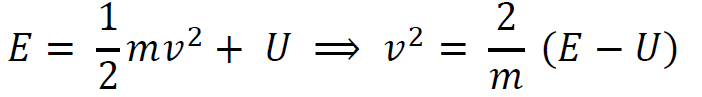 E = 1/2 mv² + U ⟹ v² = 2/m (E − U)